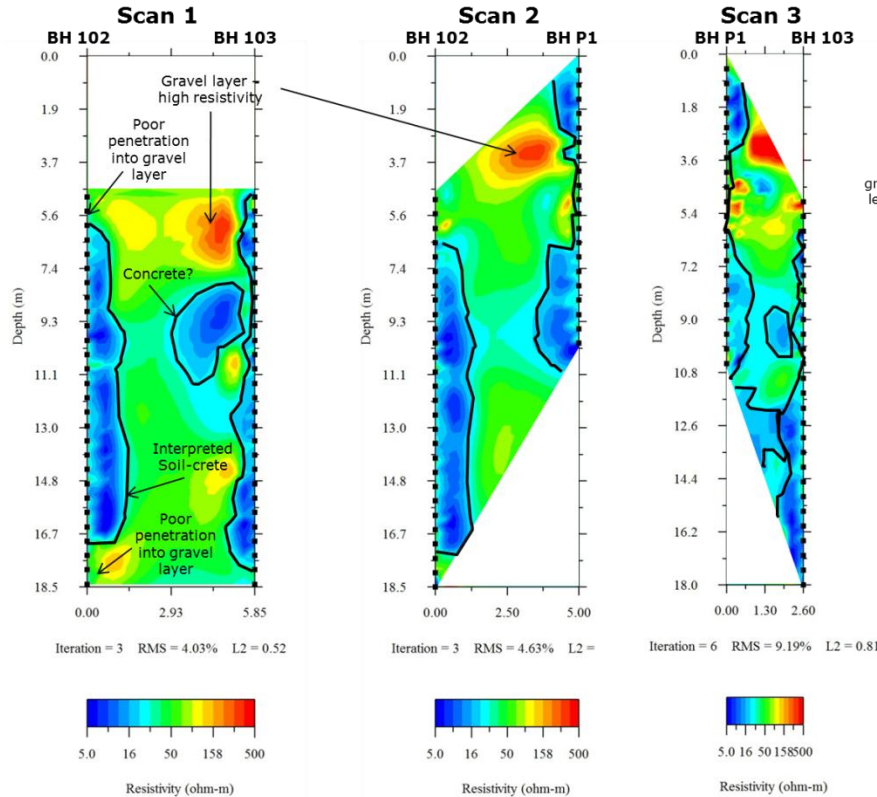 Scan 1
BH 102
BH 103
0.0
1.9
3.7
5.6
7.4
9.3
11.1
13.0
14.8
16.7
18.5
Depth (m)
Gravel layer -
high resistivity
Poor
penetration
into gravel
layer
Concrete?
Interpreted
Soil-crete
Poor
penetration
into gravel
layer
0.00
2.93
5.85
Iteration = 3 RMS = 4.03% L2 = 0.52
5.0 16 50 158 500
Resistivity (ohm-m)
Scan 2
BH 102
BH P1
0.0
1.9
3.7
5.6
7.4
9.3
11.1
13.0
14.8
16.7
18.5
Depth (m)
0.00
2.50
5.00
Iteration = 3 RMS = 4.63% L2 =
5.0 16 50 158 500
Resistivity (ohm-m)
Scan 3
BH P1
BH 103
0.0
1.8
3.6
5.4
7.2
9.0
10.8
12.6
14.4
16.2
18.0
Depth (m)
0.00
1.30
2.60
Iteration = 6 RMS = 9.19% L2 = 0.81
5.0 16 50 158500
Resistivity (ohm-m)
gr
le